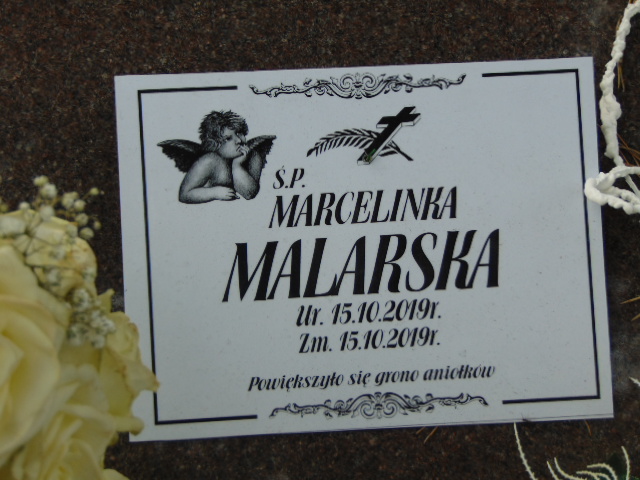 Ś.P.
MARCELINKA
MALARSKA
Ur. 15.10.2019r.
Zm. 15.10.2019r.
Powiększyło się grono aniołków